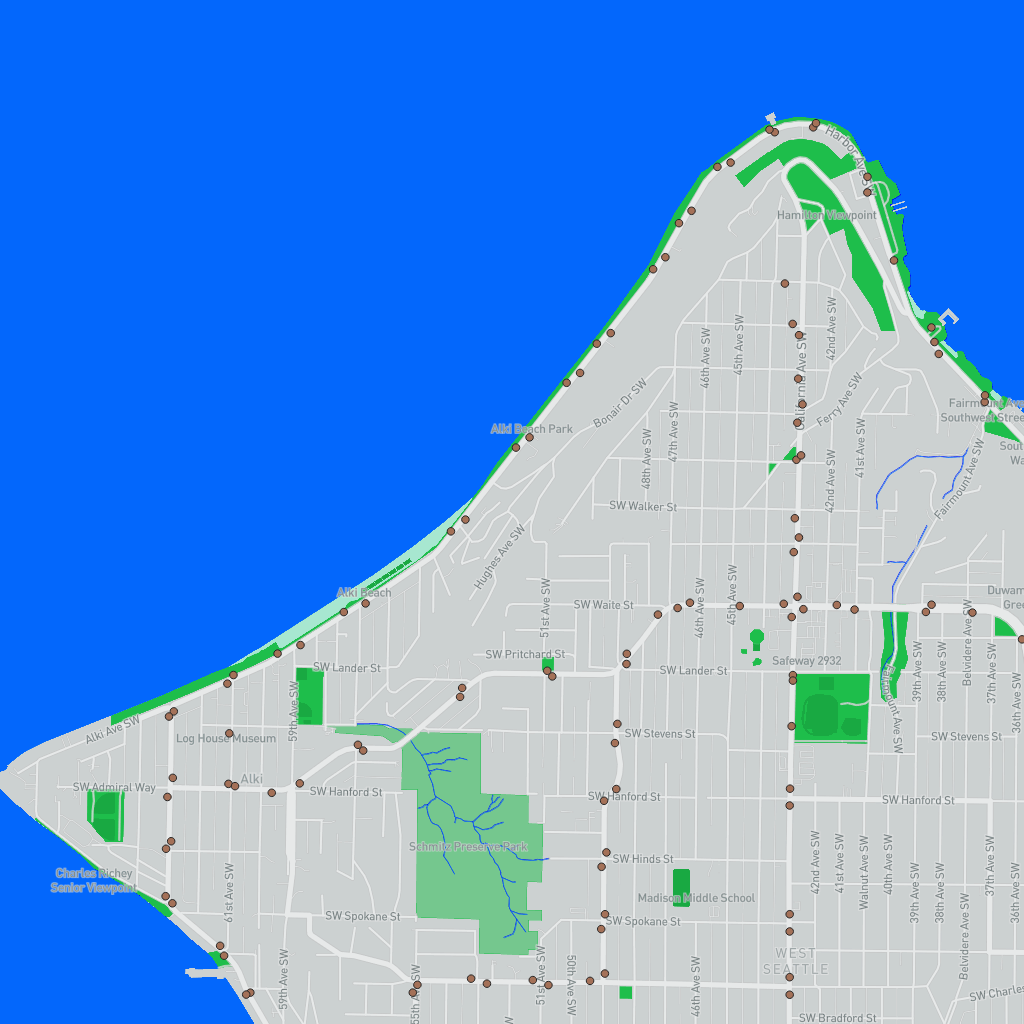 Harbor Ave SW
Hamilton Viewpoint
42nd Ave SW
45th Ave SW
46th Ave SW
California Ave SW
Bonair Dr SW
Ferry Ave SW
Fairmount Ave
Southwest Stree
Alki Beach Park
47th Ave SW
48th Ave SW
41st Ave SW
42nd Ave SW
Fairmount Ave SW
Sout
Wa
SW Walker St
Hughes Ave SW
Alki Beach
51st Ave SW
SW Waite St
46th Ave SW
45th Ave SW
Duwam
Gree
SW Pritchard St
SW Lander St
SW Lander St
Safeway 2932
Fairmount Ave SW
39th Ave SW
38th Ave SW
Belvidere Ave SW
37th Ave SW
36th Ave SW
59th Ave SW
Alki Ave SW
Log House Museum
SW Stevens St
SW Stevens St
Alki
SW Admiral Way
SW Hanford St
SW Hanford St
SW Hanford St
Schmitz Preserve Park
SW Hinds St
42nd Ave SW
41st Ave SW
Walnut Ave SW
40th Ave SW
39th Ave SW
38th Ave SW
37th Ave SW
36th Ave SW
Charles Richey
Senior Viewpoint
61st Ave SW
Madison Middle School
SW Spokane St
SW Spokane St
Belvidere Ave SW
WEST
SEATTLE
59th Ave SW
55th Ave SW
51st Ave SW
50th Ave SW
46th Ave SW
SW Charles
SW Bradford St
W